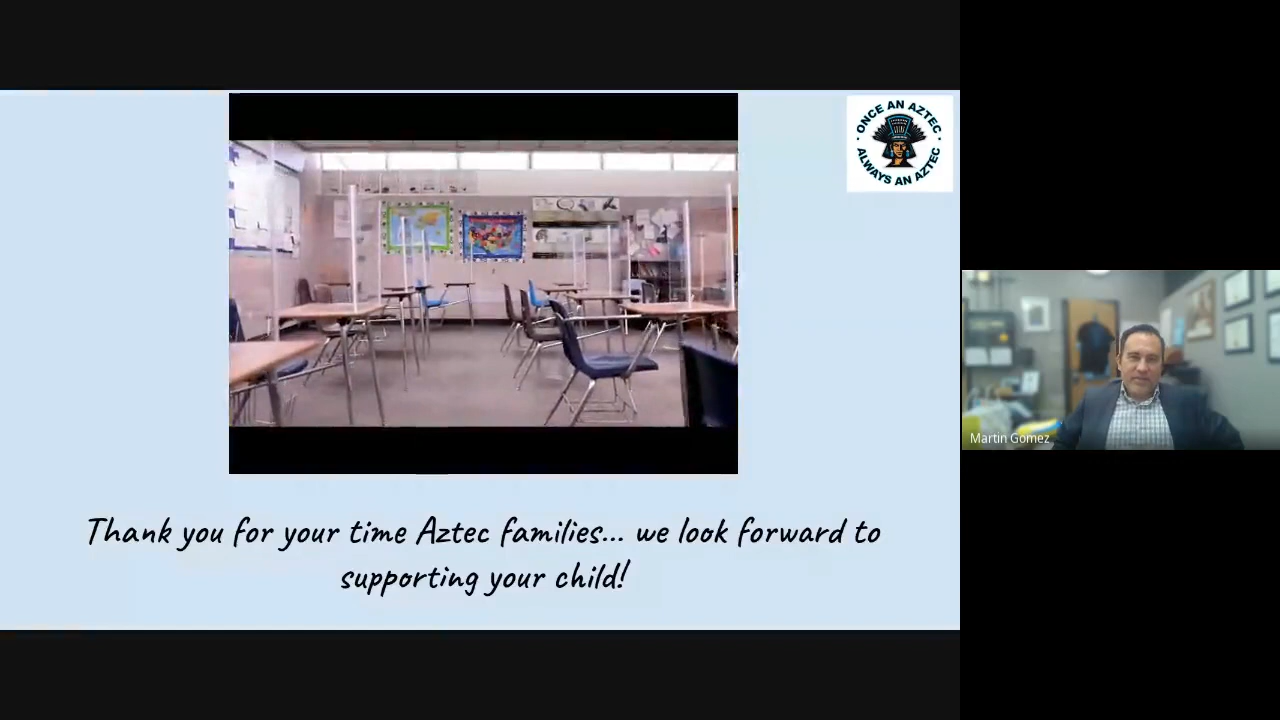 · ONCE AN AZTEC ·
ALWAYS AN AZTEC
Thank you for your time Aztec families... we look forward to
supporting your child!
Martin Gomez